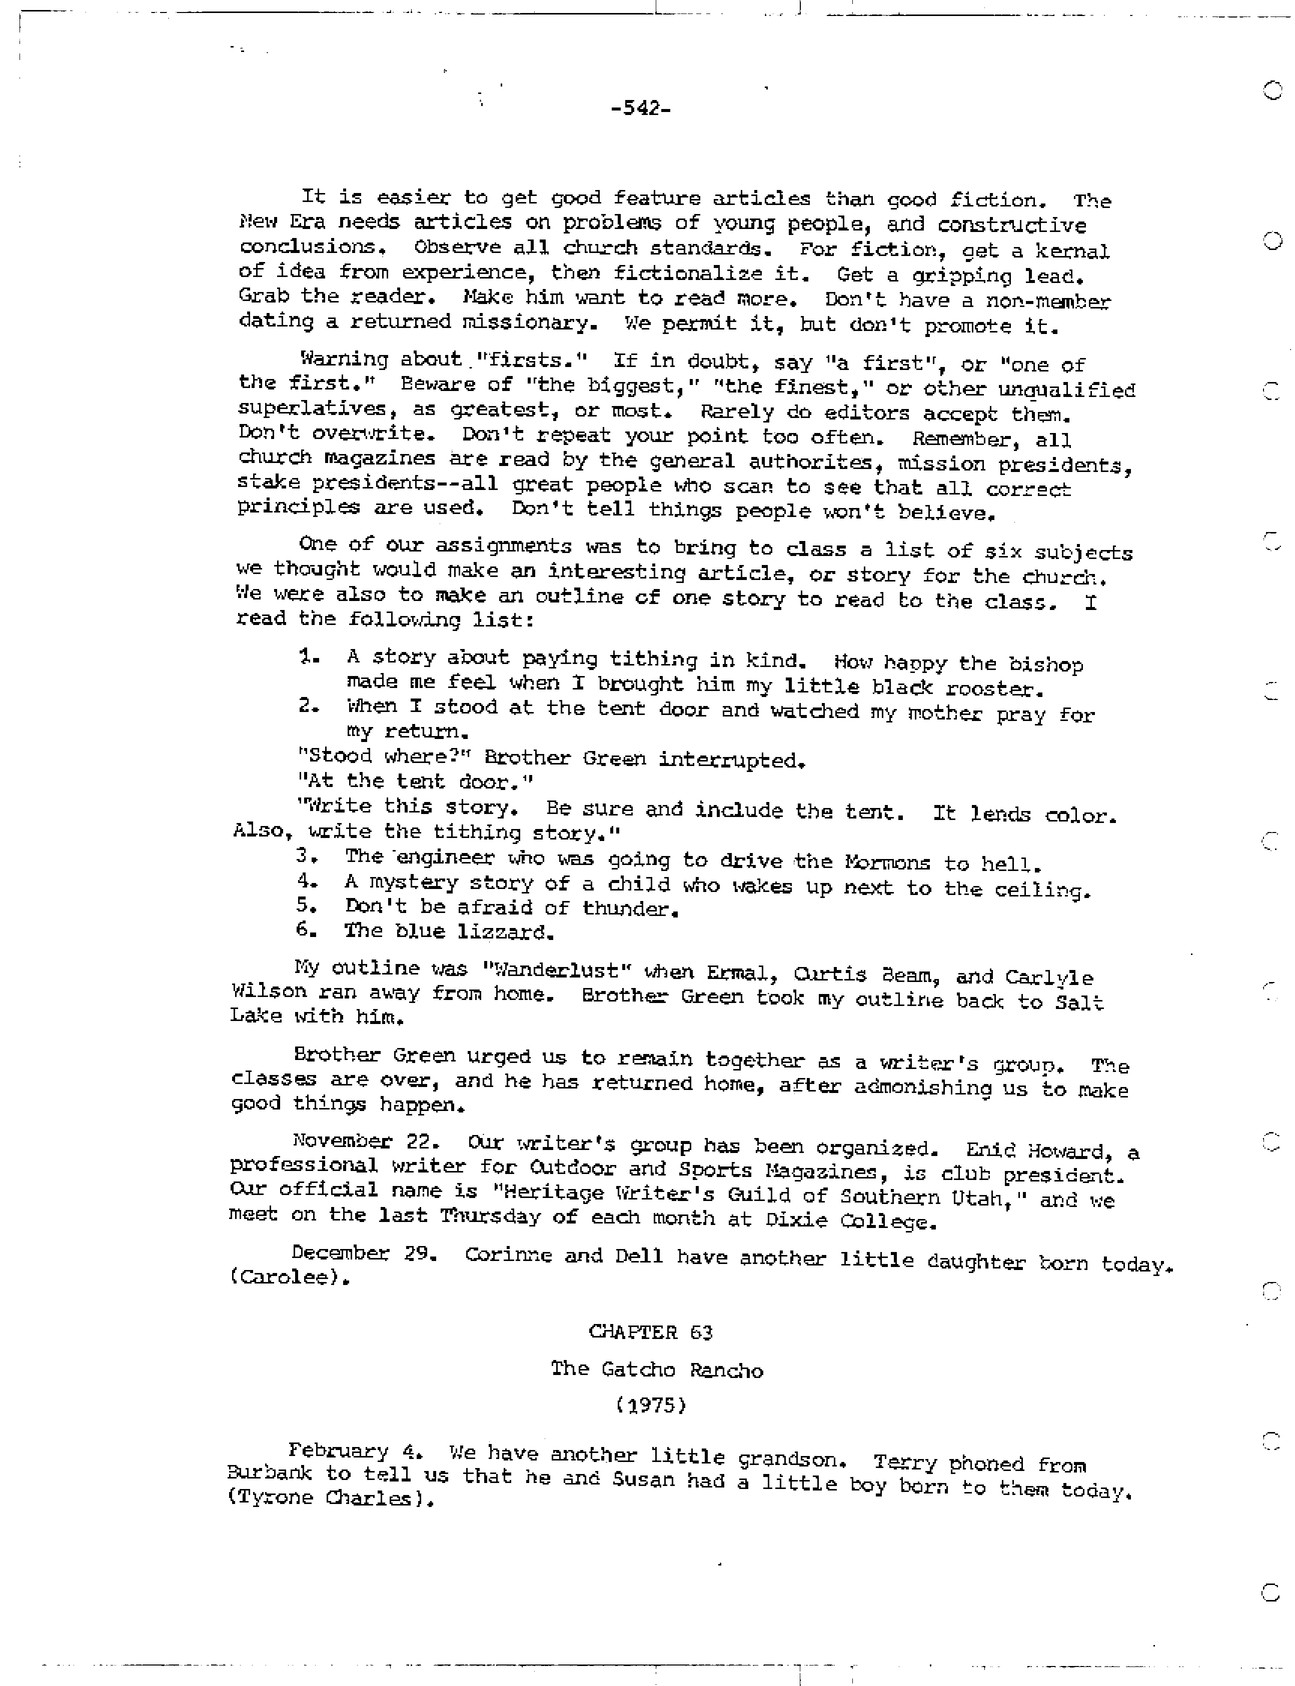 -542-
It is easier to get good feature articles than good fiction. The
New Era needs articles on problems of young people, and constructive
conclusions. Observe all church standards. For fiction, get a kernal
of idea from experience, then fictionalize it. Get a gripping lead.
Grab the reader. Make him want to read more. Don't have a non-member
dating a returned missionary. We permit it, but don't promote it.
Warning about "firsts." If in doubt, say "a first", or "one of
the first." Beware of "the biggest," "the finest," or other unqualified
superlatives, as greatest, or most. Rarely do editors accept them.
Don't overwrite. Don't repeat your point too often. Remember, all
church magazines are read by the general authorites, mission presidents,
stake presidents--all great people who scan to see that all correct
principles are used. Don't tell things people won't believe.
One of our assignments was to bring to class a list of six subjects
we thought would make an interesting article, or story for the church.
We were also to make an outline of one story to read to the class. I
read the following list:
1. A story about paying tithing in kind. How happy the bishop
made me feel when I brought him my little black rooster.
2. When I stood at the tent door and watched my mother pray for
my return.
"Stood where?" Brother Green interrupted.
"At the tent door."
"Write this story. Be sure and include the tent. It lends color.
Also, write the tithing story."
3. The engineer who was going to drive the Mormons to hell.
4. A mystery story of a child who wakes up next to the ceiling.
5. Don't be afraid of thunder.
6. The blue lizzard.
My outline was "Wanderlust" when Ermal, Curtis Beam, and Carlyle
Wilson ran away from home. Brother Green took my outline back to Salt
Lake with him.
Brother Green urged us to remain together as a writer's group. The
classes are over, and he has returned home, after admonishing us to make
good things happen.
November 22. Our writer's group has been organized. Enid Howard, a
professional writer for Outdoor and Sports Magazines, is club president.
Our official name is "Heritage Writer's Guild of Southern Utah," and we
meet on the last Thursday of each month at Dixie College.
December 29. Corinne and Dell have another little daughter born today.
(Carolee).
CHAPTER 63
The Gatcho Rancho
(1975)
February 4. We have another little grandson. Terry phoned from
Burbank to tell us that he and Susan had a little boy born to them today.
(Tyrone Charles).